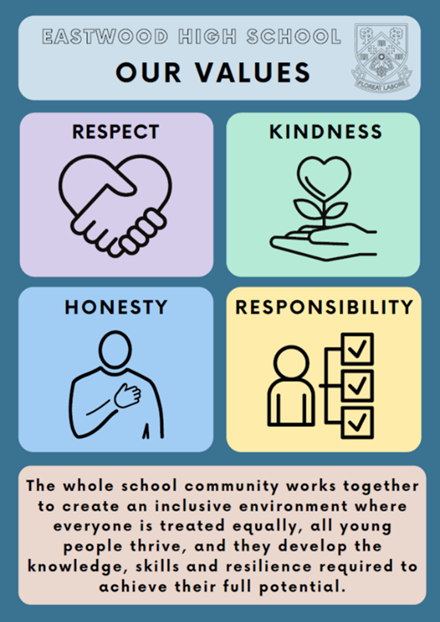 EASTWOOD HIGH SCHOOL
OUR VALUES
FLOREAT LABORE
RESPECT
KINDNESS
HONESTY
RESPONSIBILITY
The whole school community works together
to create an inclusive environment where
everyone is treated equally, all young
people thrive, and they develop the
knowledge, skills and resilience required to
achieve their full potential.